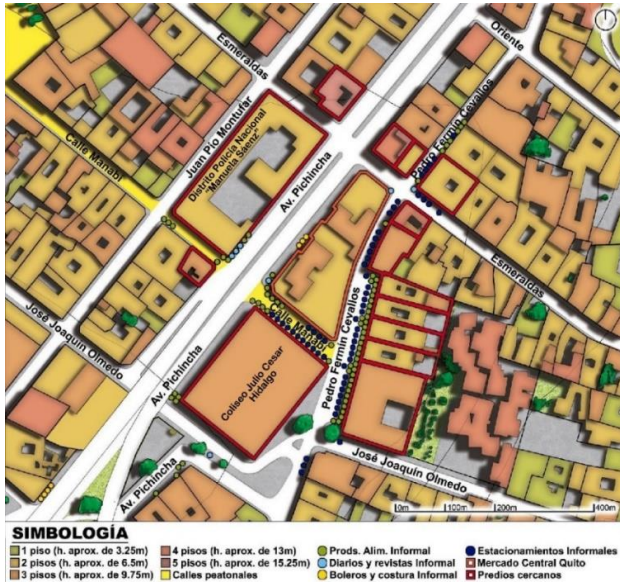 Esmeraldas
Oriente
Juan Pío Montufar
Distrito Policía Nacional
"Manuela Sáenz"
Pedro Fermín Cevallos
Calle Manabí
Av. Pichincha
Esmeraldas
José Joaquín Olmedo
Calle Manabí
Pedro Fermín Cevallos
Coliseo Julio Cesar
Hidalgo
Av. Pichincha
José Joaquín Olmedo
Av. Pichincha
0m 100m 200m 400m
SIMBOLOGÍA
1 piso (h. aprox. de 3.25m) 4 pisos (h. aprox. de 13m) Prods. Alim. Informal Estacionamientos Informales
2 pisos (h. aprox. de 6.5m) 5 pisos (h. aprox. de 15.25m) Diarios y revistas Informal Mercado Central Quito
3 pisos (h. aprox. de 9.75m) Calles peatonales Boleros y costura Informal Predios cercanos